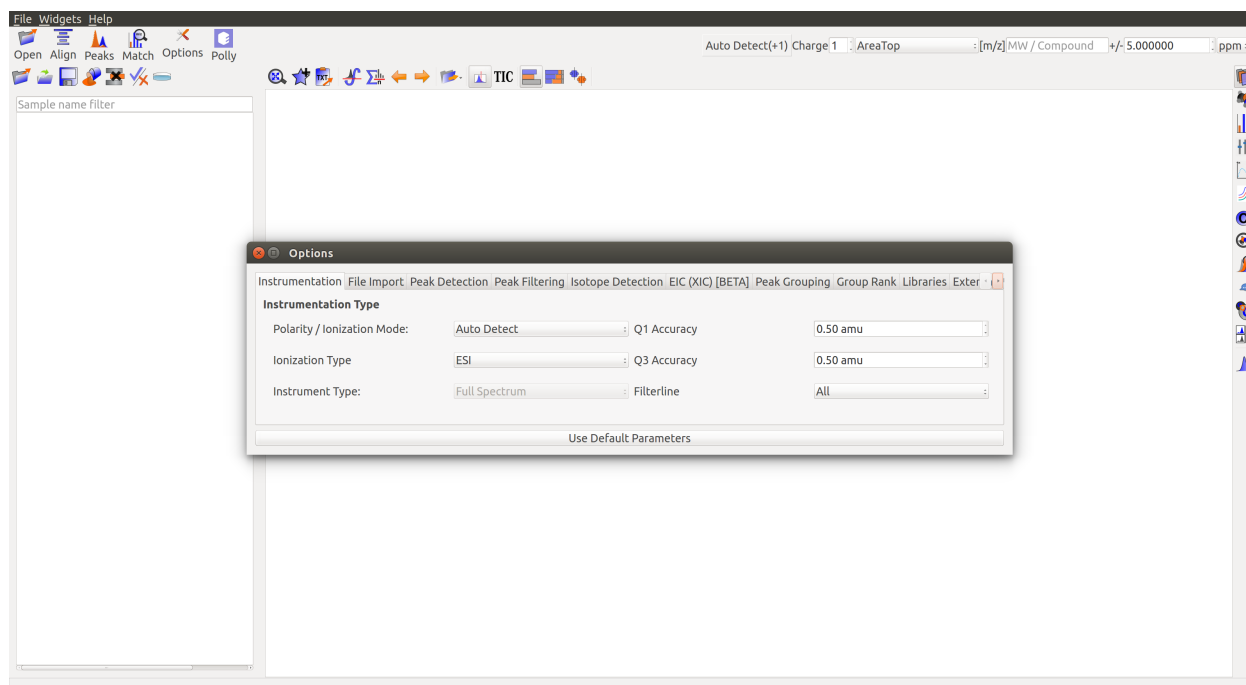 File Widgets Help
Open Align Peaks Match Options Polly
Auto Detect(+1) Charge 1 AreaTop [m/z] MW / Compound +/- 5.000000 ppm
TIC
Sample name filter
Options
Instrumentation File Import Peak Detection Peak Filtering Isotope Detection EIC (XIC) [BETA] Peak Grouping Group Rank Libraries Exter
Instrumentation Type
Polarity / Ionization Mode: Auto Detect Q1 Accuracy 0.50 amu
Ionization Type ESI Q3 Accuracy 0.50 amu
Instrument Type: Full Spectrum Filterline All
Use Default Parameters